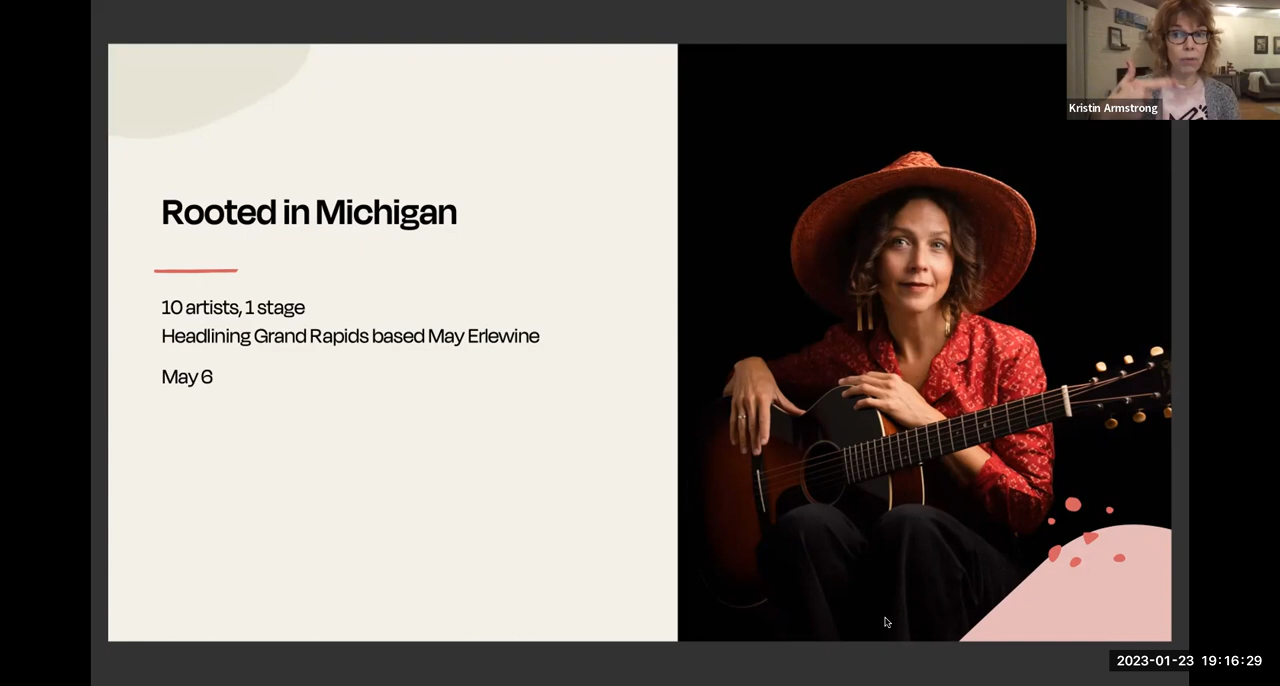 Kristin Armstrong
Rooted in Michigan
10 artists, 1 stage
Headlining Grand Rapids based May Erlewine
May 6
2023-01-23 19:16:29